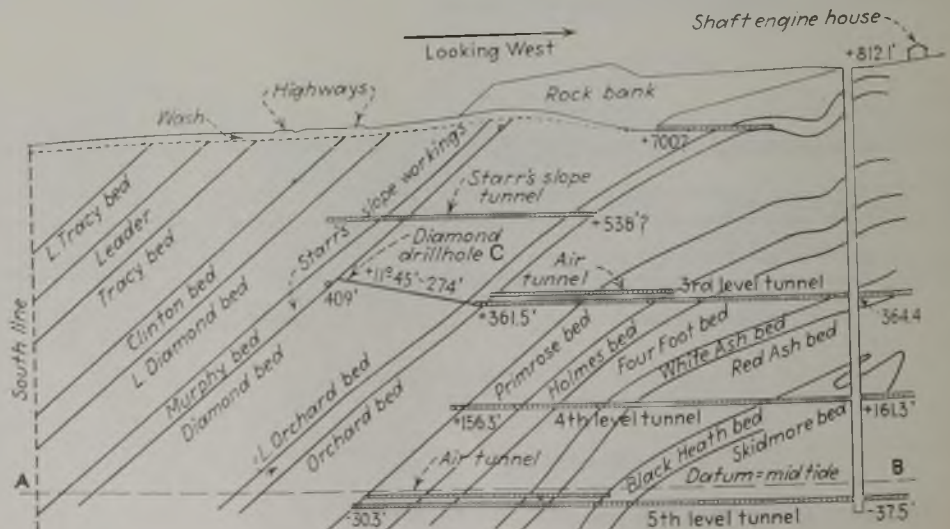 Shaft engine house
+812.1'
Looking West
Highways
Wash
Rock bank
+700.2
Starr's slope workings
Starr's slope tunnel
+538'?
L. Tracy bed
Leader
Tracy bed
Clinton bed
L. Diamond bed
Murphy bed
Diamond bed
Diamond drillhole C
+11°45'-274'
409'
Air tunnel
3rd level tunnel
+361.5'
364.4
South line
L. Orchard bed
Orchard bed
Primrose bed
Holmes bed
Four Foot bed
White Ash bed
Red Ash bed
+156.3'
4th level tunnel
+161.3'
Black Heath bed
Skidmore bed
Air tunnel
A
Datum=mid tide
B
-30.3'
5th level tunnel
-37.5'